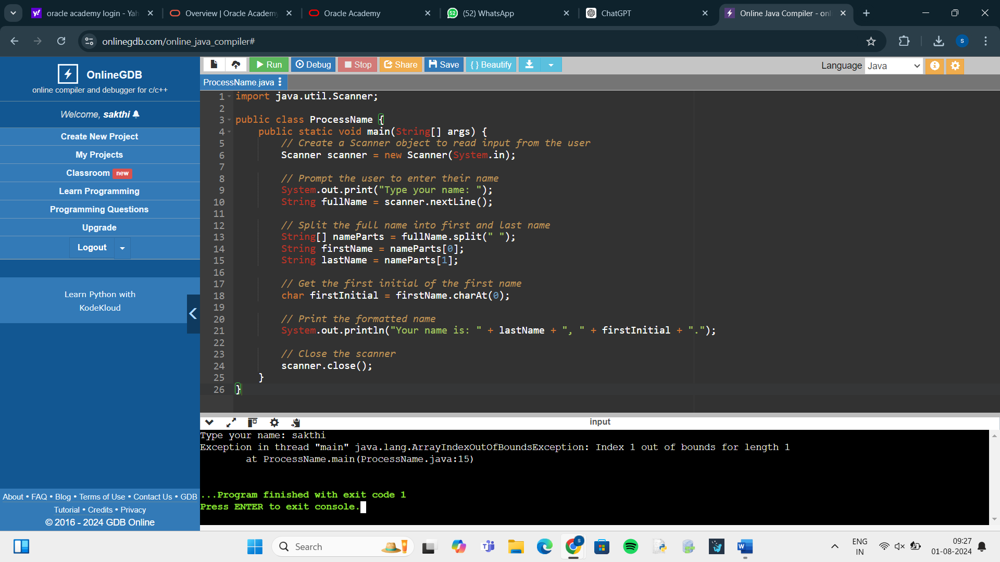 oracle academy login - Yah
Overview | Oracle Academy
Oracle Academy
(52) WhatsApp
ChatGPT
Online Java Compiler - onl
onlinegdb.com/online_java_compiler#
S
OnlineGDB
online compiler and debugger for c/c++
Welcome, sakthi
Create New Project
My Projects
Classroom new
Learn Programming
Programming Questions
Upgrade
Logout
Learn Python with
KodeKloud
About • FAQ • Blog • Terms of Use • Contact Us • GDB
Tutorial • Credits • Privacy
© 2016 - 2024 GDB Online
Run Debug Stop Share Save { } Beautify
Language Java
ProcessName.java
1 import java.util.Scanner;
2
3 public class ProcessName {
4 public static void main(String[] args) {
5 // Create a Scanner object to read input from the user
6 Scanner scanner = new Scanner(System.in);
7
8 // Prompt the user to enter their name
9 System.out.print("Type your name: ");
10 String fullName = scanner.nextLine();
11
12 // Split the full name into first and last name
13 String[] nameParts = fullName.split(" ");
14 String firstName = nameParts[0];
15 String lastName = nameParts[1];
16
17 // Get the first initial of the first name
18 char firstInitial = firstName.charAt(0);
19
20 // Print the formatted name
21 System.out.println("Your name is: " + lastName + ", " + firstInitial + ".");
22
23 // Close the scanner
24 scanner.close();
25 }
26 }
input
Type your name: sakthi
Exception in thread "main" java.lang.ArrayIndexOutOfBoundsException: Index 1 out of bounds for length 1
at ProcessName.main(ProcessName.java:15)
...Program finished with exit code 1
Press ENTER to exit console.
Search
ENG
IN
09:27
01-08-2024